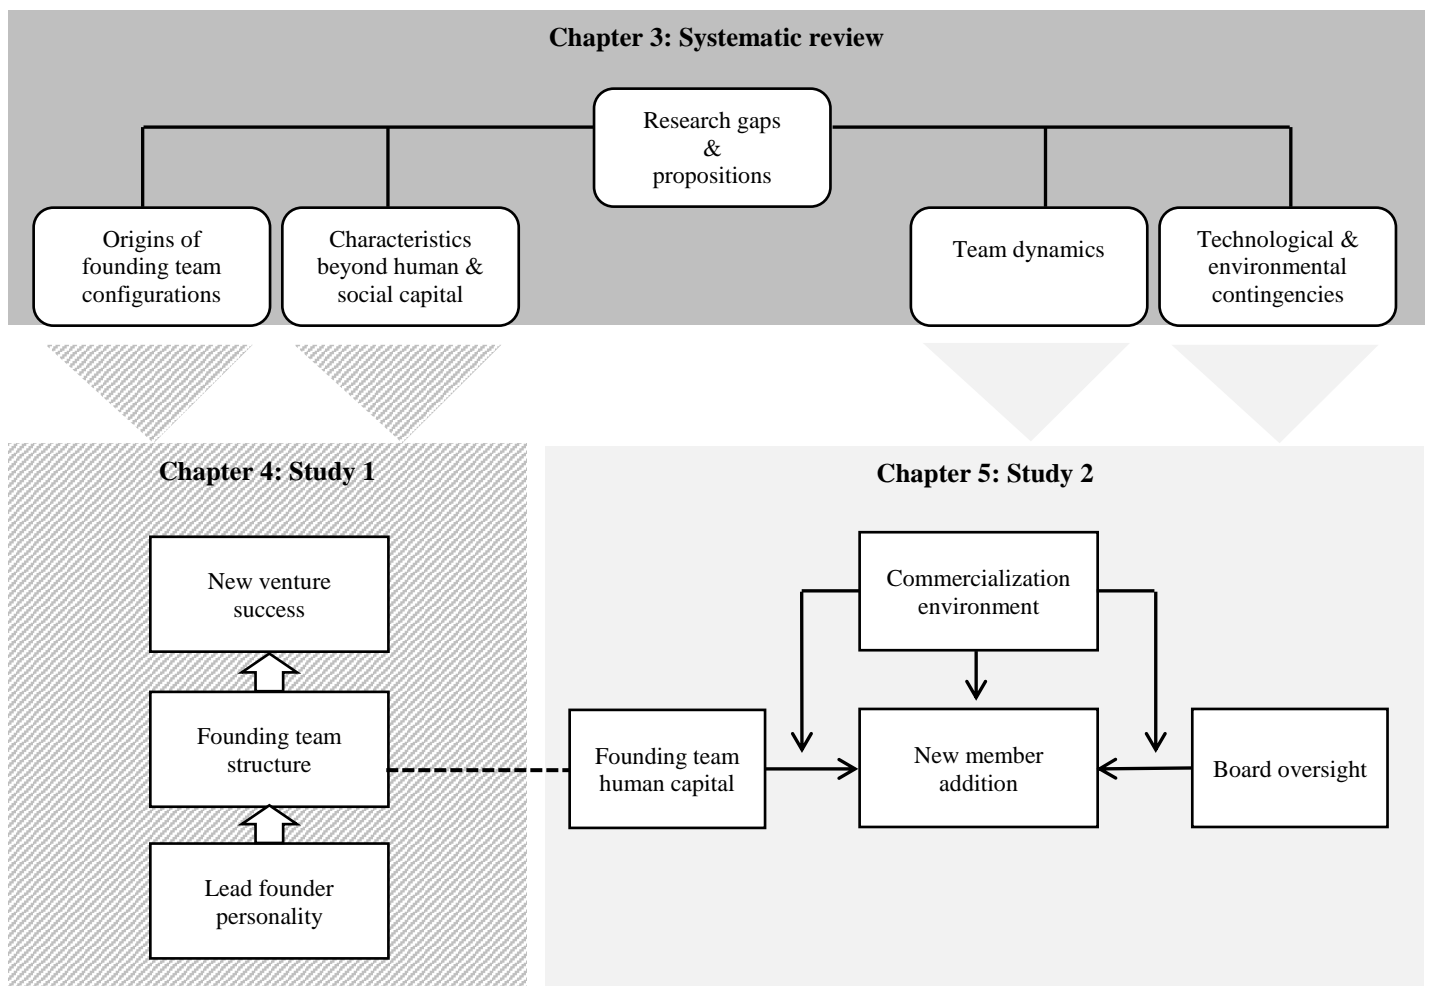 Chapter 3: Systematic review
Research gaps
&
propositions
Origins of
founding team
configurations
Characteristics
beyond human &
social capital
Team dynamics
Technological &
environmental
contingencies
Chapter 4: Study 1
New venture
success
Founding team
structure
Lead founder
personality
Chapter 5: Study 2
Commercialization
environment
Founding team
human capital
New member
addition
Board oversight